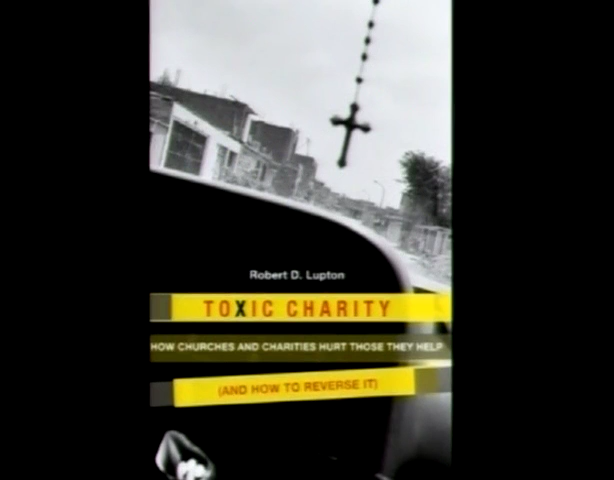 Robert D. Lupton
TOXIC CHARITY
HOW CHURCHES AND CHARITIES HURT THOSE THEY HELP
(AND HOW TO REVERSE IT)